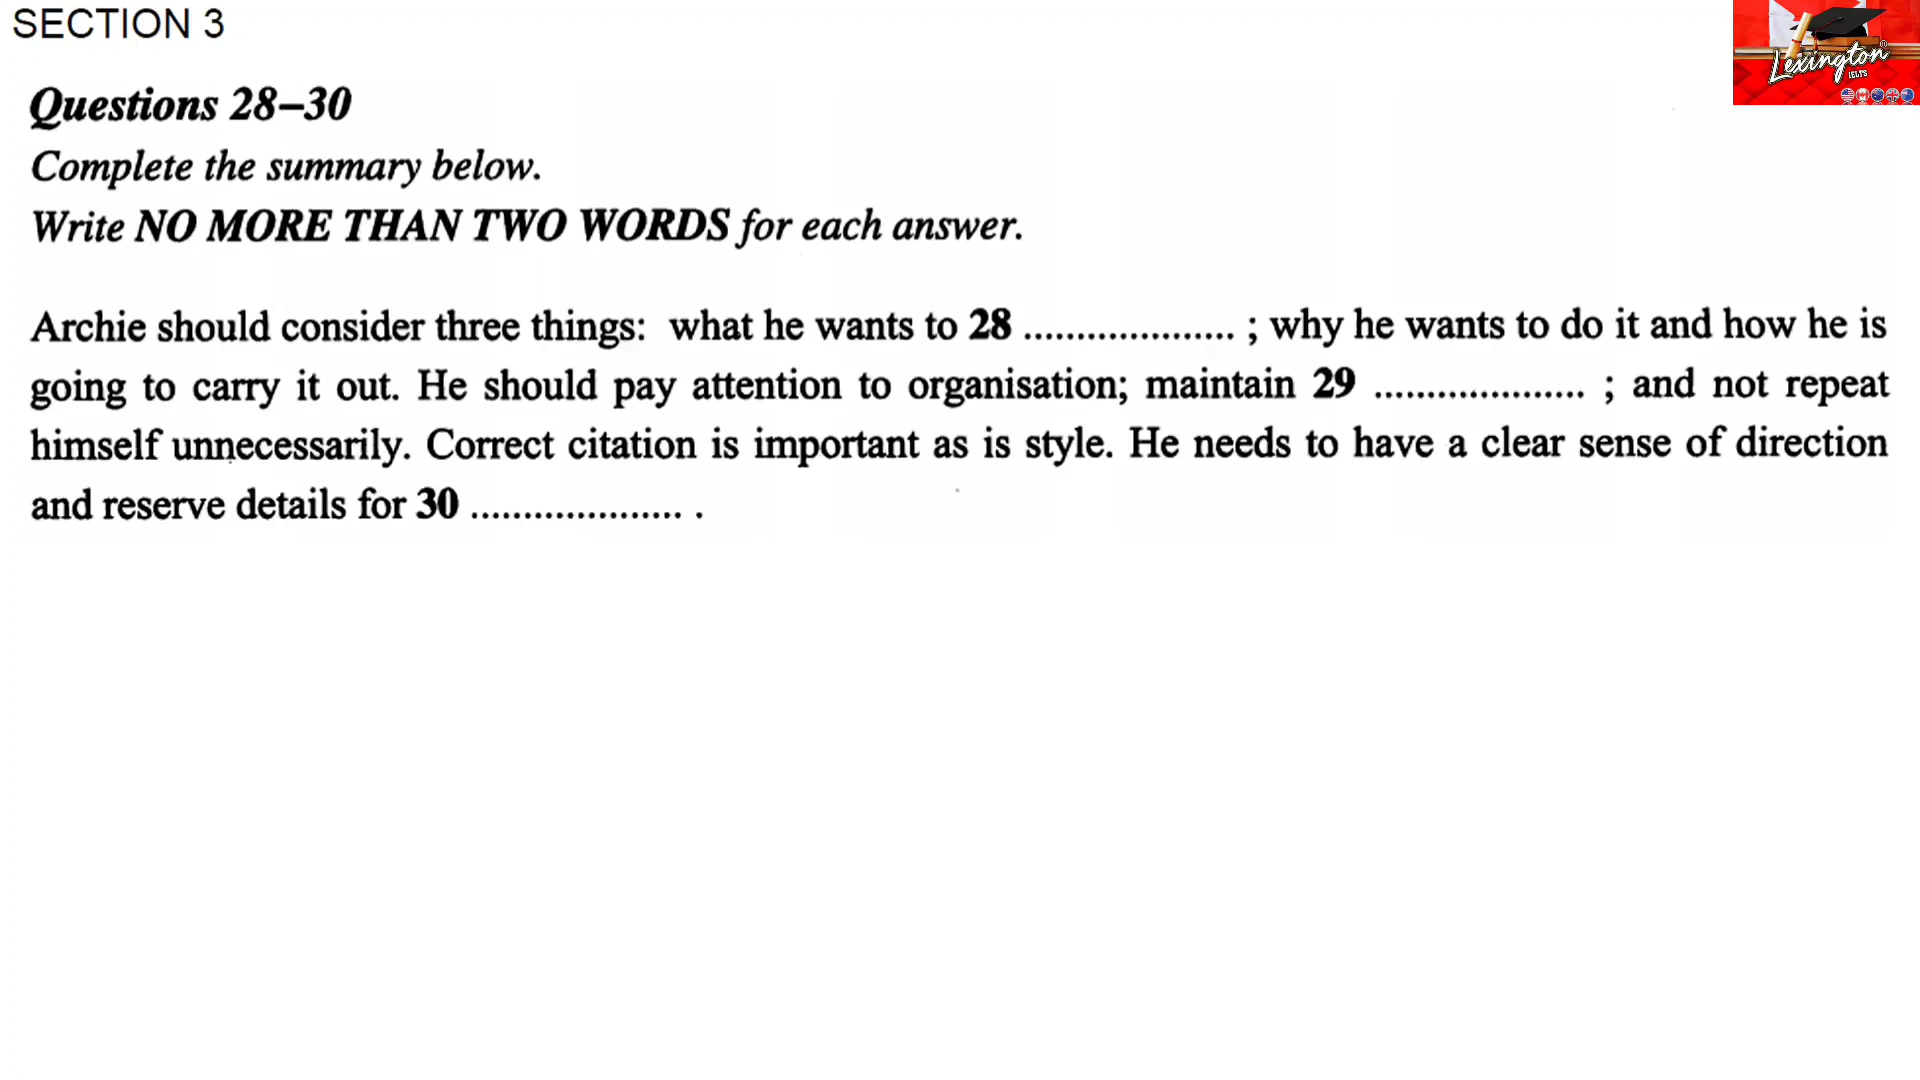 SECTION 3
Lexington®
IELTS
Questions 28–30
Complete the summary below.
Write NO MORE THAN TWO WORDS for each answer.
Archie should consider three things: what he wants to 28 .................... ; why he wants to do it and how he is
going to carry it out. He should pay attention to organisation; maintain 29 .................... ; and not repeat
himself unnecessarily. Correct citation is important as is style. He needs to have a clear sense of direction
and reserve details for 30 .................... .